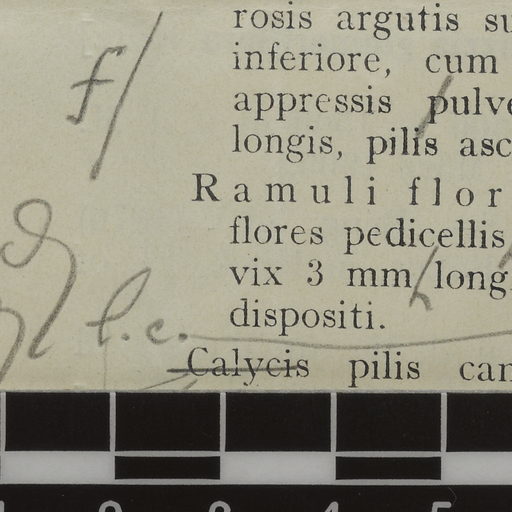 rosis argutis su
inferiore, cum
f/
appressis pulve
longis, pilis asc
Ramuli flor
flores pedicellis
vix 3 mm long
dispositi.
l.c.
Calycis pilis can